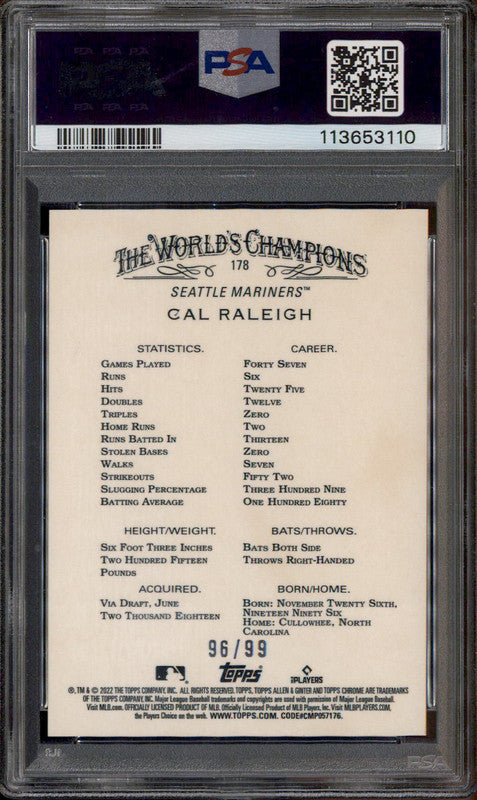 PSA PSA PSA
PSA
PSA PSA PSA
PSA
113653110
THE WORLD'S CHAMPIONS
178
SEATTLE MARINERS™
CAL RALEIGH
STATISTICS. CAREER.
GAMES PLAYED FORTY SEVEN
RUNS SIX
HITS TWENTY FIVE
DOUBLES TWELVE
TRIPLES ZERO
HOME RUNS TWO
RUNS BATTED IN THIRTEEN
STOLEN BASES ZERO
WALKS SEVEN
STRIKEOUTS FIFTY TWO
SLUGGING PERCENTAGE THREE HUNDRED NINE
BATTING AVERAGE ONE HUNDRED EIGHTY
HEIGHT/WEIGHT. BATS/THROWS.
SIX FOOT THREE INCHES BATS BOTH SIDE
TWO HUNDRED FIFTEEN THROWS RIGHT-HANDED
POUNDS
ACQUIRED. BORN/HOME.
VIA DRAFT, JUNE BORN: NOVEMBER TWENTY SIXTH,
TWO THOUSAND EIGHTEEN NINETEEN NINETY SIX
HOME: CULLOWHEE, NORTH
CAROLINA
96/99
Topps PLAYERS
®, TM & © 2022 THE TOPPS COMPANY, INC. ALL RIGHTS RESERVED. TOPPS, TOPPS ALLEN & GINTER AND TOPPS CHROME ARE TRADEMARKS
OF THE TOPPS COMPANY, INC. Major League Baseball trademarks and copyrights are used with permission of Major League Baseball.
Visit MLB.com. OFFICIALLY LICENSED PRODUCT OF MLB. Officially Licensed Product of MLB Players, Inc. Visit MLBPLAYERS.com,
the Players Choice on the web. WWW.TOPPS.COM. CODE#CMP057176.
PSA